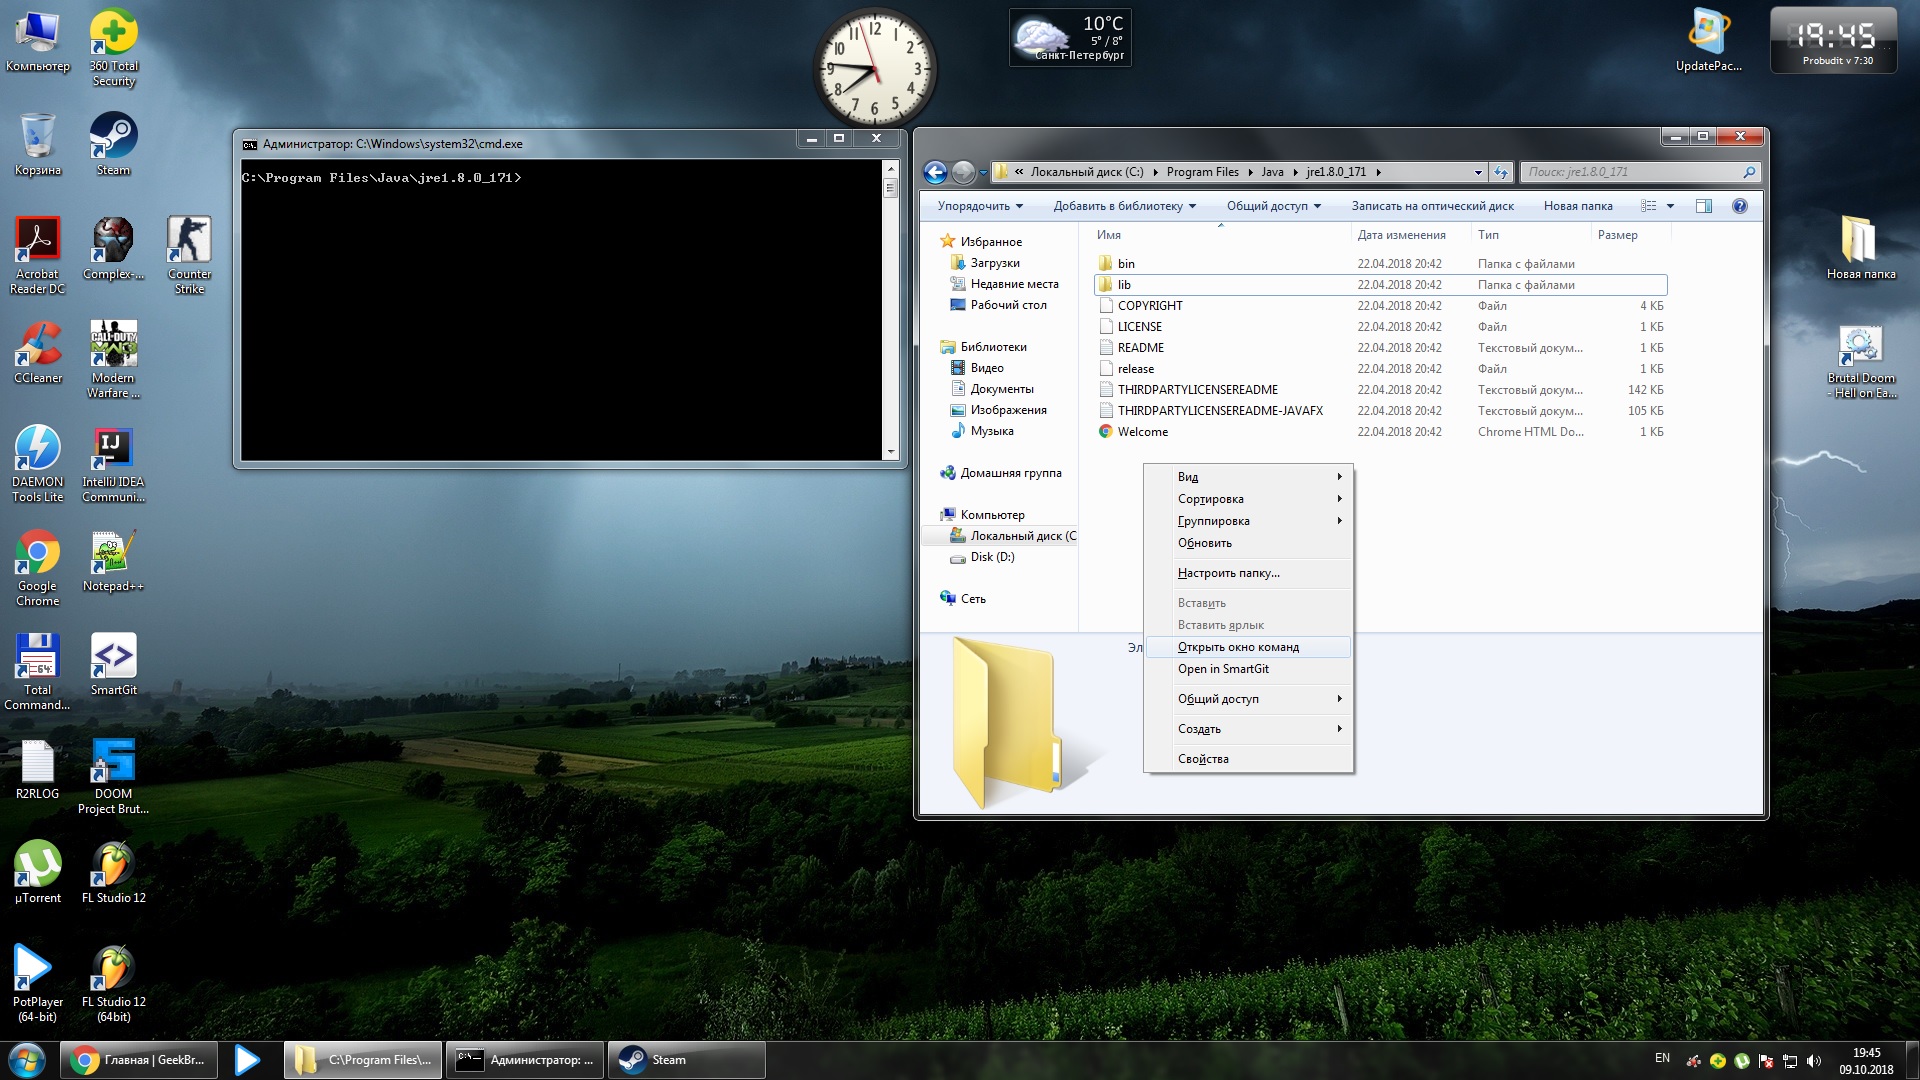 Компьютер
360 Total
Security
Корзина
Steam
Acrobat
Reader DC
Complex-...
Counter
Strike
CCleaner
Modern
Warfare ...
DAEMON
Tools Lite
IntelliJ IDEA
Communi...
Google
Chrome
Notepad++
Total
Command...
SmartGit
R2RLOG
DOOM
Project Brut...
µTorrent
FL Studio 12
PotPlayer
(64-bit)
FL Studio 12
(64bit)
12
1
2
3
4
5
6
7
8
9
10
11
10°C
5° / 8°
Санкт-Петербург
UpdatePac...
19:45
Probudit v 7:30
Новая папка
Brutal Doom
- Hell on Ea...
Администратор: C:\Windows\system32\cmd.exe
C:\Program Files\Java\jre1.8.0_171>
« Локальный диск (C:) Program Files Java jre1.8.0_171
Поиск: jre1.8.0_171
Упорядочить Добавить в библиотеку Общий доступ Записать на оптический диск Новая папка
Избранное
Загрузки
Недавние места
Рабочий стол
Библиотеки
Видео
Документы
Изображения
Музыка
Домашняя группа
Компьютер
Локальный диск (C
Disk (D:)
Сеть
Имя Дата изменения Тип Размер
bin 22.04.2018 20:42 Папка с файлами
lib 22.04.2018 20:42 Папка с файлами
COPYRIGHT 22.04.2018 20:42 Файл 4 КБ
LICENSE 22.04.2018 20:42 Файл 1 КБ
README 22.04.2018 20:42 Текстовый докум... 1 КБ
release 22.04.2018 20:42 Файл 1 КБ
THIRDPARTYLICENSEREADME 22.04.2018 20:42 Текстовый докум... 142 КБ
THIRDPARTYLICENSEREADME-JAVAFX 22.04.2018 20:42 Текстовый докум... 105 КБ
Welcome 22.04.2018 20:42 Chrome HTML Do... 1 КБ
Эл
Вид
Сортировка
Группировка
Обновить
Настроить папку...
Вставить
Вставить ярлык
Открыть окно команд
Open in SmartGit
Общий доступ
Создать
Свойства
Главная | GeekBr...
C:\Program Files\...
Администратор: ...
Steam
EN
19:45
09.10.2018